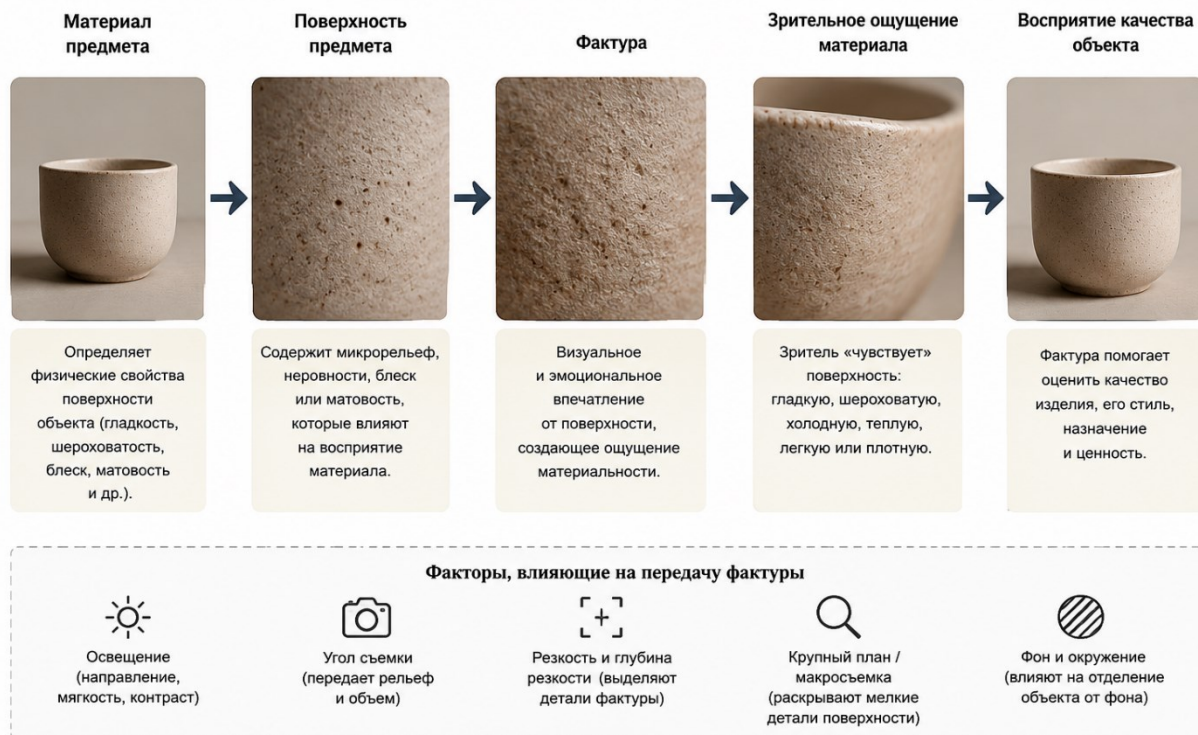 Материал
предмета
Поверхность
предмета
Фактура
Зрительное ощущение
материала
Восприятие качества
объекта
Определяет
физические свойства
поверхности
объекта (гладкость,
шероховатость,
блеск, матовость
и др.).
Содержит микрорельеф,
неровности, блеск
или матовость,
которые влияют
на восприятие
материала.
Визуальное
и эмоциональное
впечатление
от поверхности,
создающее ощущение
материальности.
Зритель «чувствует»
поверхность:
гладкую, шероховатую,
холодную, теплую,
легкую или плотную.
Фактура помогает
оценить качество
изделия, его стиль,
назначение
и ценность.
Факторы, влияющие на передачу фактуры
Освещение
(направление,
мягкость, контраст)
Угол съемки
(передает рельеф
и объем)
Резкость и глубина
резкости (выделяют
детали фактуры)
Крупный план /
макросъемка
(раскрывают мелкие
детали поверхности)
Фон и окружение
(влияют на отделение
объекта от фона)